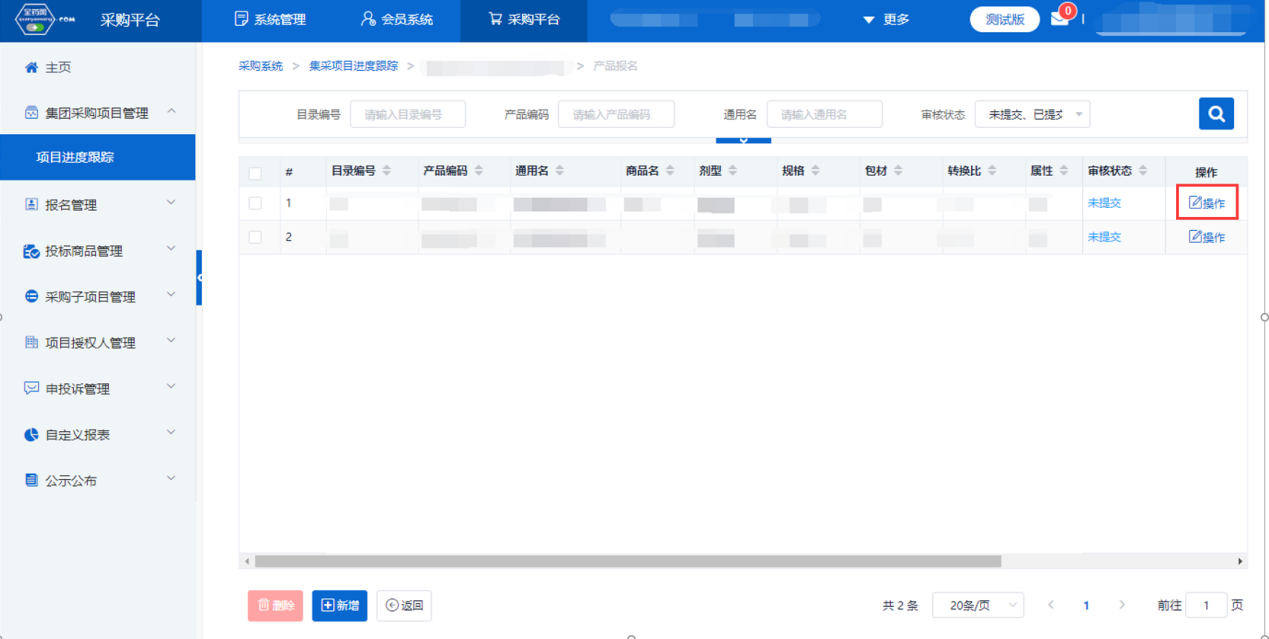 全药网
.COM
采购平台
系统管理
会员系统
采购平台
更多
测试版
0
主页
集团采购项目管理
项目进度跟踪
报名管理
投标商品管理
采购子项目管理
项目授权人管理
申投诉管理
自定义报表
公示公布
采购系统 > 集采项目进度跟踪 > > 产品报名
目录编号 请输入目录编号 产品编码 请输入产品编码 通用名 请输入通用名 审核状态 未提交、已提交
# 目录编号 产品编码 通用名 商品名 剂型 规格 包材 转换比 属性 审核状态 操作
1 未提交 操作
2 未提交 操作
删除 新增 返回 共 2 条 20条/页 1 前往 1 页